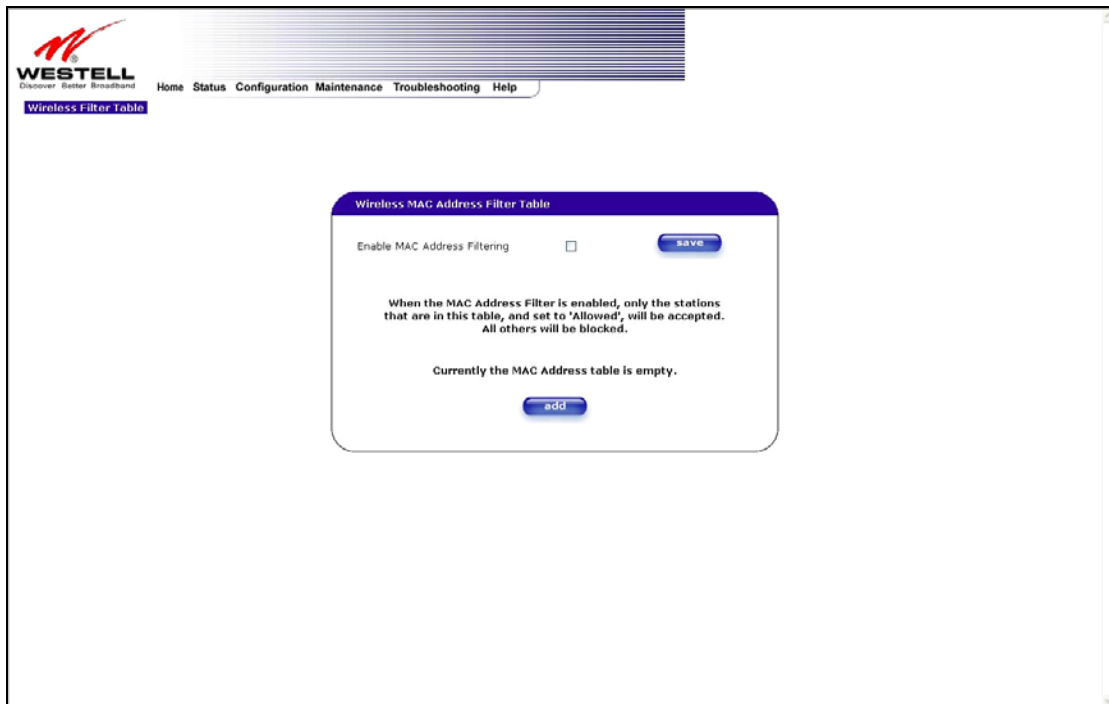 WESTELL
Discover Better Broadband
Home Status Configuration Maintenance Troubleshooting Help
Wireless Filter Table
Wireless MAC Address Filter Table
Enable MAC Address Filtering
save
When the MAC Address Filter is enabled, only the stations
that are in this table, and set to 'Allowed', will be accepted.
All others will be blocked.
Currently the MAC Address table is empty.
add